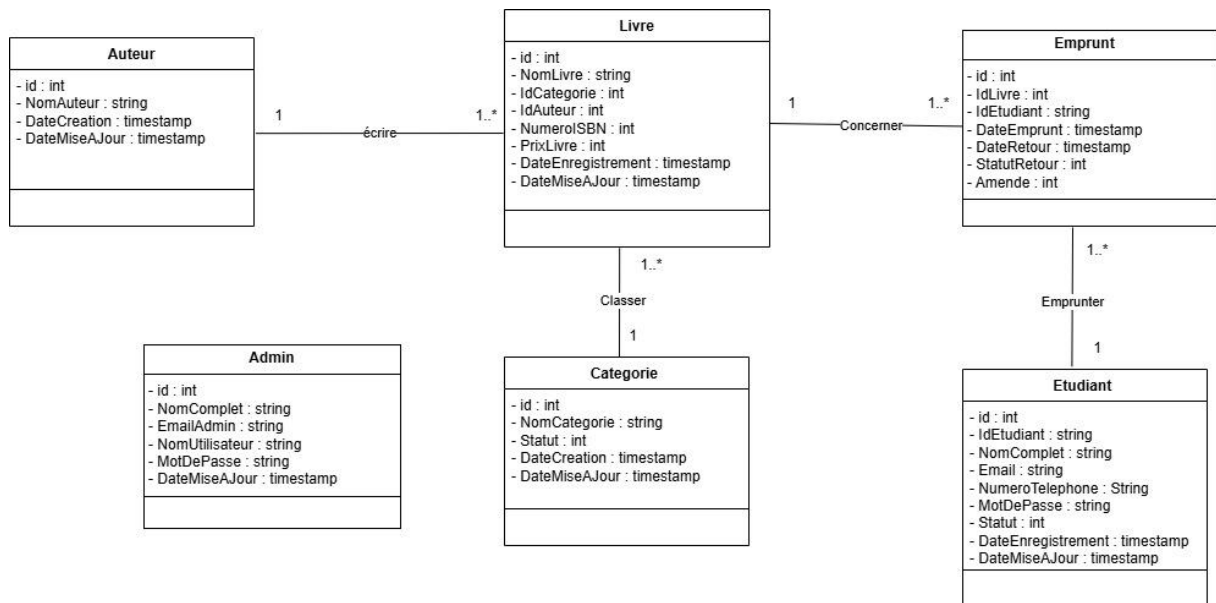 Auteur
- id : int
- NomAuteur : string
- DateCreation : timestamp
- DateMiseAJour : timestamp
1
écrire
1..*
Livre
- id : int
- NomLivre : string
- IdCategorie : int
- IdAuteur : int
- NumeroISBN : int
- PrixLivre : int
- DateEnregistrement : timestamp
- DateMiseAJour : timestamp
1
Concerner
1..*
Emprunt
- id : int
- IdLivre : int
- IdEtudiant : string
- DateEmprunt : timestamp
- DateRetour : timestamp
- StatutRetour : int
- Amende : int
1..*
Classer
1
1..*
Emprunter
1
Admin
- id : int
- NomComplet : string
- EmailAdmin : string
- NomUtilisateur : string
- MotDePasse : string
- DateMiseAJour : timestamp
Categorie
- id : int
- NomCategorie : string
- Statut : int
- DateCreation : timestamp
- DateMiseAJour : timestamp
Etudiant
- id : int
- IdEtudiant : string
- NomComplet : string
- Email : string
- NumeroTelephone : String
- MotDePasse : string
- Statut : int
- DateEnregistrement : timestamp
- DateMiseAJour : timestamp